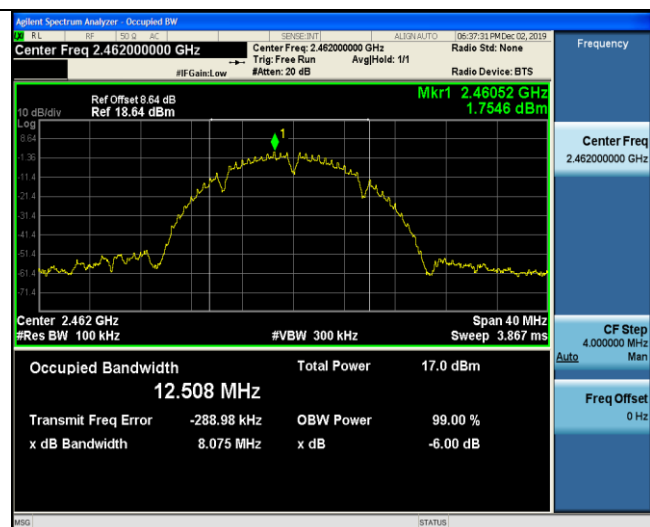 Agilent Spectrum Analyzer - Occupied BW
RL RF 50 Ω AC SENSE:INT ALIGN AUTO 06:37:31 PM Dec 02, 2019
Center Freq 2.462000000 GHz Center Freq: 2.462000000 GHz Radio Std: None
Trig: Free Run Avg|Hold: 1/1
#IFGain:Low #Atten: 20 dB Radio Device: BTS
Ref Offset 8.64 dB Mkr1 2.46052 GHz
10 dB/div Ref 18.64 dBm 1.7546 dBm
Log
1
8.64
-1.36
-11.4
-21.4
-31.4
-41.4
-51.4
-61.4
-71.4
Center 2.462 GHz Span 40 MHz
#Res BW 100 kHz #VBW 300 kHz Sweep 3.867 ms
Occupied Bandwidth Total Power 17.0 dBm
12.508 MHz
Transmit Freq Error -288.98 kHz OBW Power 99.00 %
x dB Bandwidth 8.075 MHz x dB -6.00 dB
MSG STATUS
Frequency
Center Freq
2.462000000 GHz
CF Step
4.000000 MHz
Auto Man
Freq Offset
0 Hz